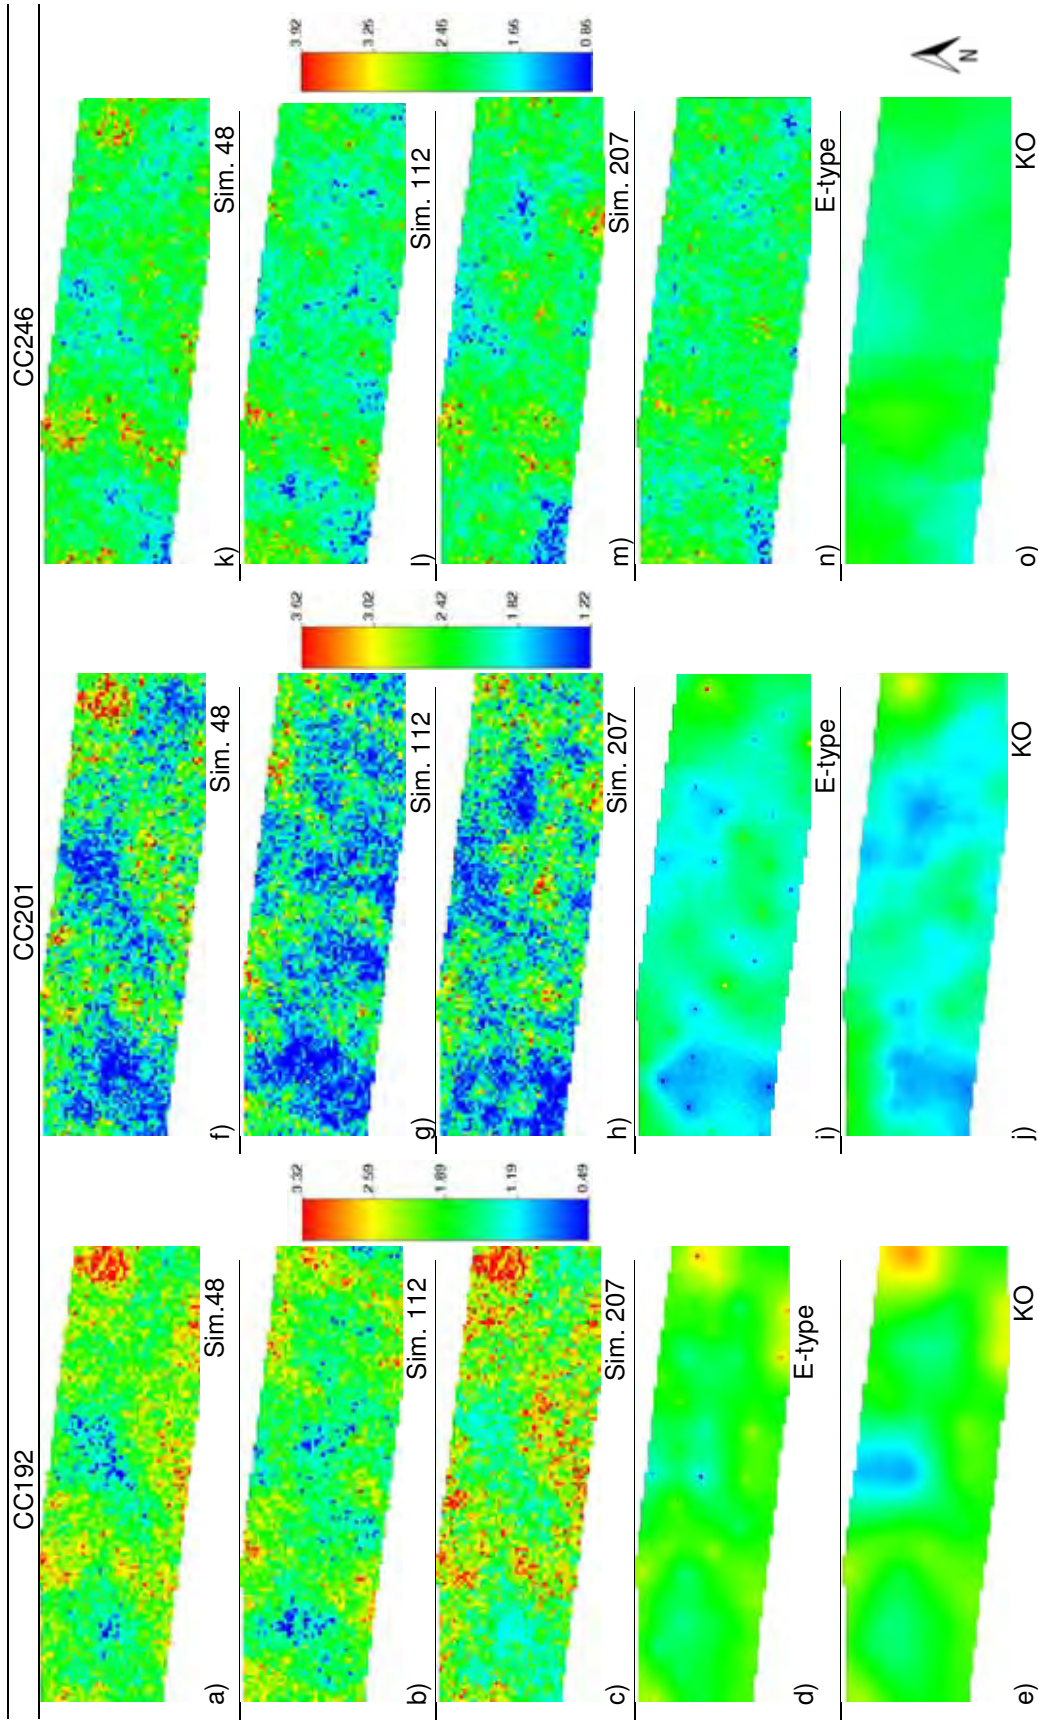 CC192
CC201
CC246
a)
Sim.48
f)
Sim. 48
k)
Sim. 48
b)
Sim. 112
g)
Sim. 112
l)
Sim. 112
c)
Sim. 207
h)
Sim. 207
m)
Sim. 207
d)
E-type
i)
E-type
n)
E-type
e)
KO
j)
KO
o)
KO
3.32
2.59
1.89
1.19
0.49
3.62
3.02
2.42
1.82
1.22
3.92
3.25
2.45
1.55
0.85
N